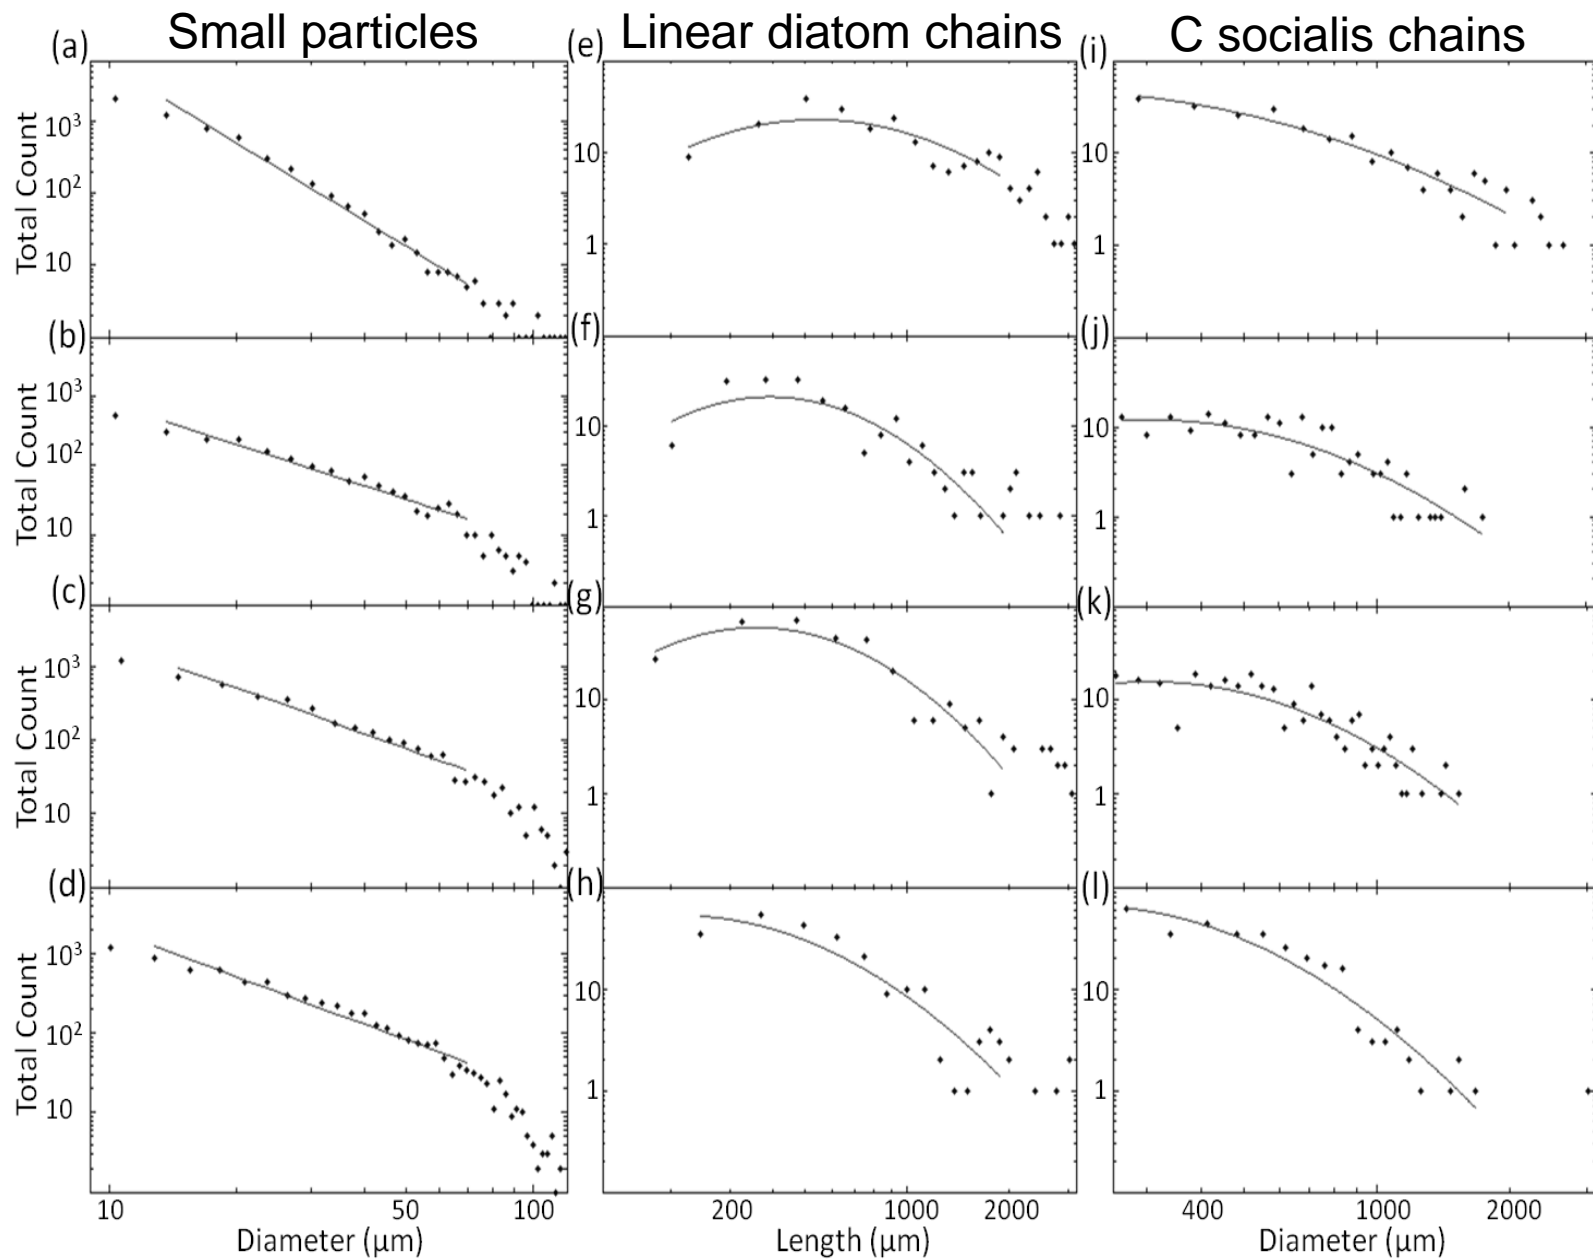 Small particles
Linear diatom chains
C socialis chains
(a)
(e)
(i)
Total Count
10³
10²
10
10
1
10
1
(b)
(f)
(j)
Total Count
10³
10²
10
10
1
10
1
(c)
(g)
(k)
Total Count
10³
10²
10
10
1
10
1
(d)
(h)
(l)
Total Count
10³
10²
10
10
1
10
1
10 50 100
200 1000 2000
400 1000 2000
Diameter (µm)
Length (µm)
Diameter (µm)